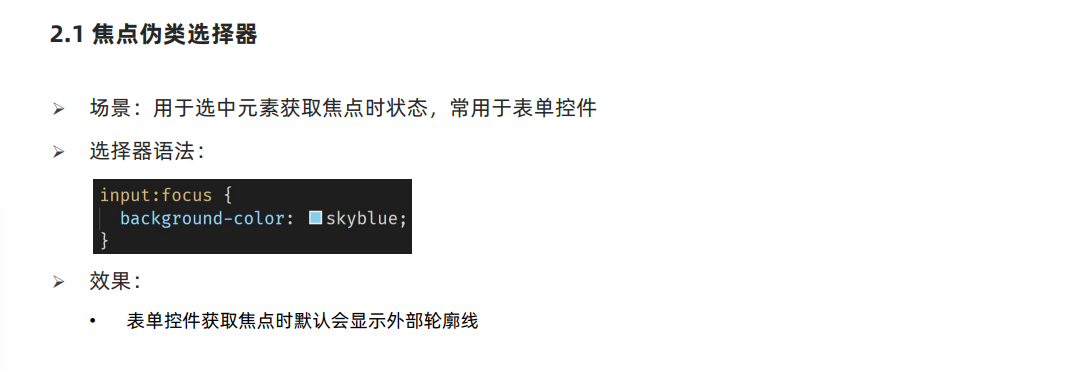 2.1 焦点伪类选择器
场景：用于选中元素获取焦点时状态，常用于表单控件
选择器语法：
input:focus {
background-color: skyblue;
}
效果：
表单控件获取焦点时默认会显示外部轮廓线